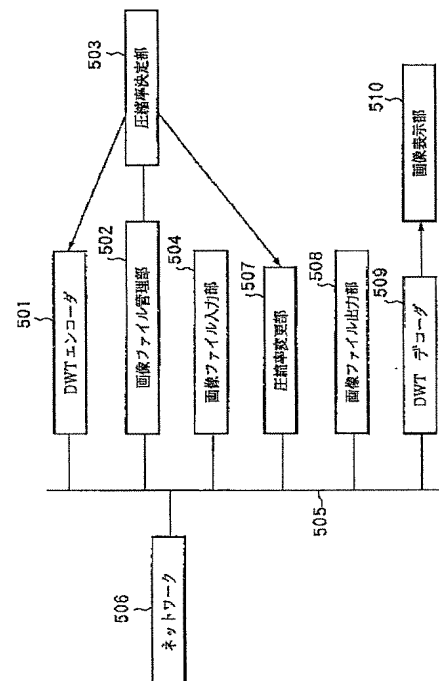 503
圧縮率決定部
510
画像表示部
501
DWTエンコーダ
502
画像ファイル管理部
504
画像ファイル入力部
507
圧縮率変更部
508
画像ファイル出力部
509
DWT デコーダ
505
506
ネットワーク